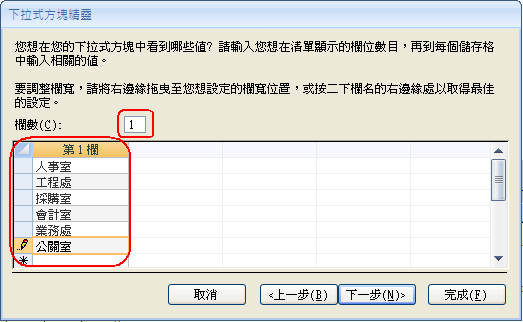 下拉式方塊精靈
您想在您的下拉式方塊中看到哪些值? 請輸入您想在清單顯示的欄位數目，再到每個儲存格
中輸入相關的值。
要調整欄寬，請將右邊緣拖曳至您想設定的欄寬位置，或按二下欄名的右邊緣處以取得最佳
的設定。
欄數(C): 1
第 1 欄
人事室
工程處
採購室
會計室
業務處
公關室
取消 <上一步(B) 下一步(N)> 完成(F)